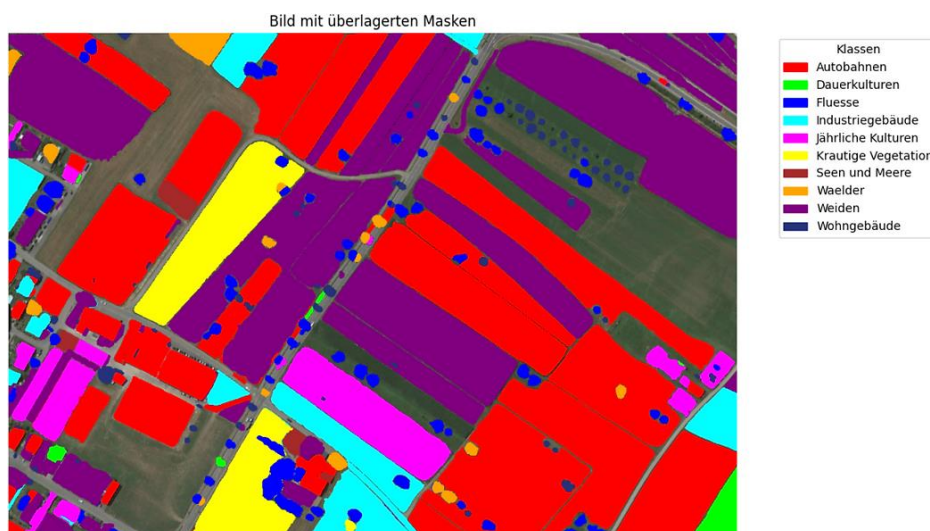 Bild mit überlagerten Masken
Klassen
Autobahnen
Dauerkulturen
Fluesse
Industriegebäude
Jährliche Kulturen
Krautige Vegetation
Seen und Meere
Waelder
Weiden
Wohngebäude